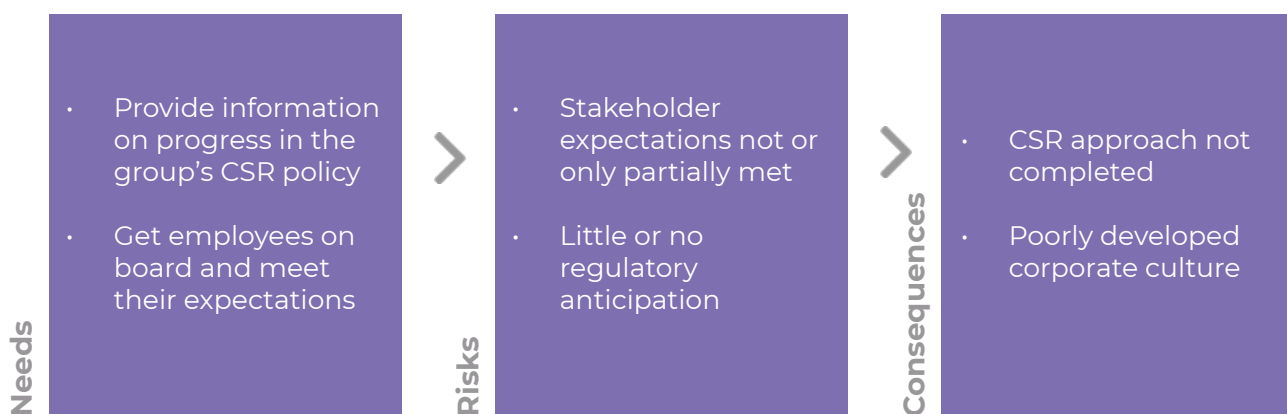 Needs
• Provide information
on progress in the
group's CSR policy
• Get employees on
board and meet
their expectations
Risks
• Stakeholder
expectations not or
only partially met
• Little or no
regulatory
anticipation
Consequences
• CSR approach not
completed
• Poorly developed
corporate culture